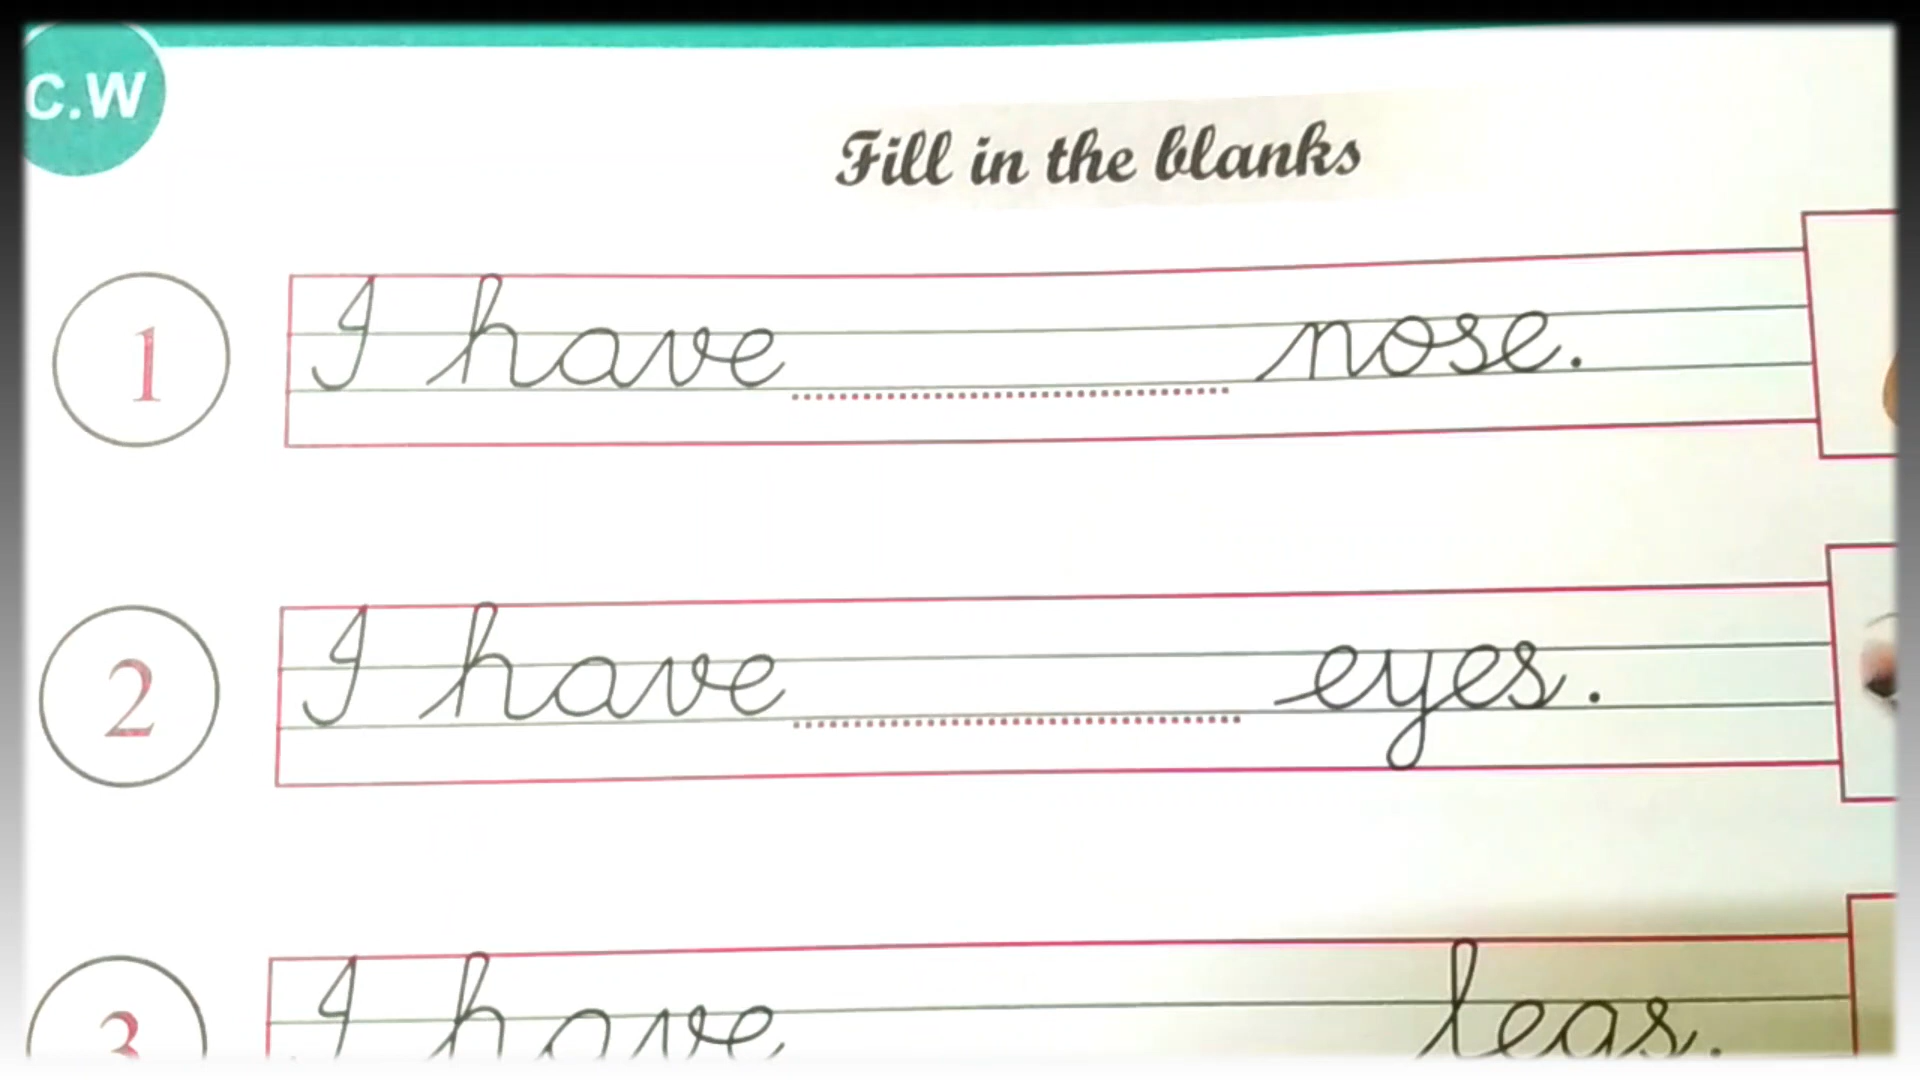 C.W
Fill in the blanks
1 I have .................... nose.
2 I have .................... eyes.
3 I have legs.